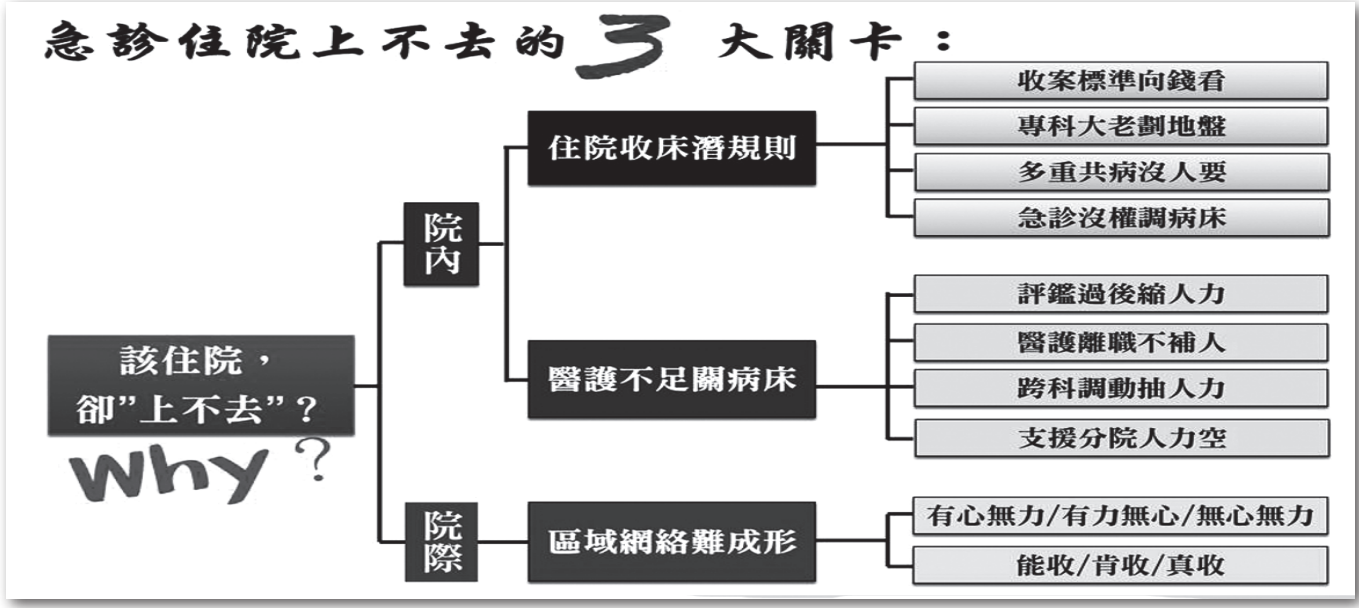 急診住院上不去的3大關卡：
該住院，
卻”上不去”？
Why？
院內
住院收床潛規則
收案標準向錢看
專科大老劃地盤
多重共病沒人要
急診沒權調病床
醫護不足關病床
評鑑過後縮人力
醫護離職不補人
跨科調動抽人力
支援分院人力空
院際
區域網絡難成形
有心無力/有力無心/無心無力
能收/肯收/真收